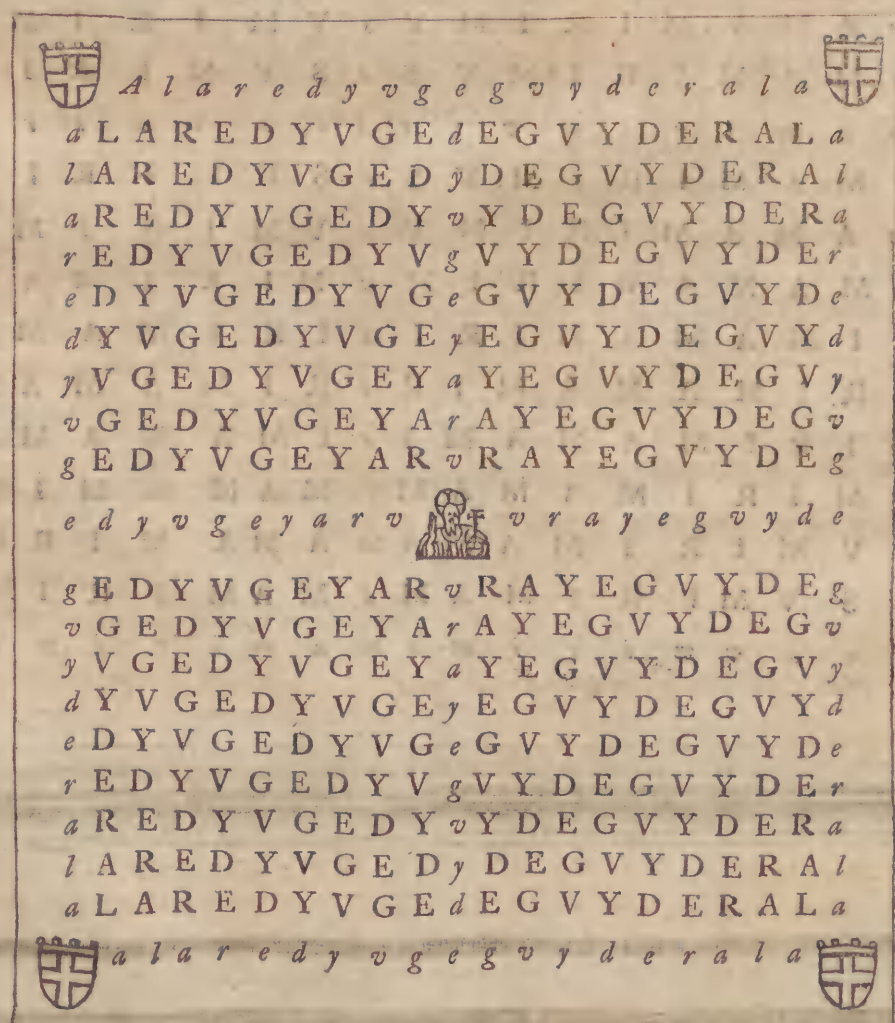 A l a r e d y v g e g v y d e r a l a
a L A R E D Y V G E d E G V Y D E R A L a
l A R E D Y V G E D y D E G V Y D E R A l
a R E D Y V G E D Y v Y D E G V Y D E R a
r E D Y V G E D Y V g V Y D E G V Y D E r
e D Y V G E D Y V G e G V Y D E G V Y D e
d Y V G E D Y V G E y E G V Y D E G V Y d
y V G E D Y V G E Y a Y E G V Y D E G V y
v G E D Y V G E Y A r A Y E G V Y D E G v
g E D Y V G E Y A R v R A Y E G V Y D E g
e d y v g e y a r v v r a y e g v y d e
g E D Y V G E Y A R v R A Y E G V Y D E g
v G E D Y V G E Y A r A Y E G V Y D E G v
y V G E D Y V G E Y a Y E G V Y D E G V y
d Y V G E D Y V G E y E G V Y D E G V Y d
e D Y V G E D Y V G e G V Y D E G V Y D e
r E D Y V G E D Y V g V Y D E G V Y D E r
a R E D Y V G E D Y v Y D E G V Y D E R a
l A R E D Y V G E D y D E G V Y D E R A l
a L A R E D Y V G E d E G V Y D E R A L a
a l a r e d y v g e g v y d e r a l a